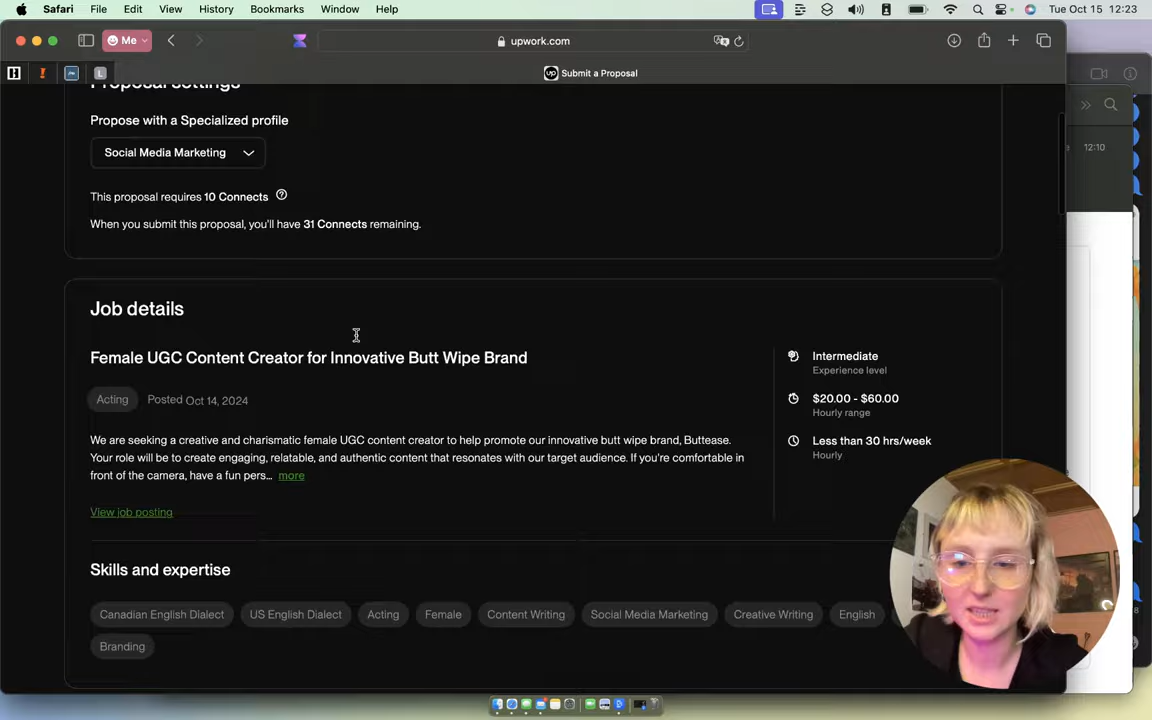 Safari File Edit View History Bookmarks Window Help Tue Oct 15 12:23
Me upwork.com
L Submit a Proposal
Proposal settings
Propose with a Specialized profile
12:10
Social Media Marketing
This proposal requires 10 Connects
When you submit this proposal, you'll have 31 Connects remaining.
Job details
Female UGC Content Creator for Innovative Butt Wipe Brand
Intermediate
Experience level
Acting Posted Oct 14, 2024
$20.00 - $60.00
Hourly range
We are seeking a creative and charismatic female UGC content creator to help promote our innovative butt wipe brand, Buttease.
Your role will be to create engaging, relatable, and authentic content that resonates with our target audience. If you're comfortable in
front of the camera, have a fun pers... more
Less than 30 hrs/week
Hourly
View job posting
Skills and expertise
Canadian English Dialect US English Dialect Acting Female Content Writing Social Media Marketing Creative Writing English
Branding